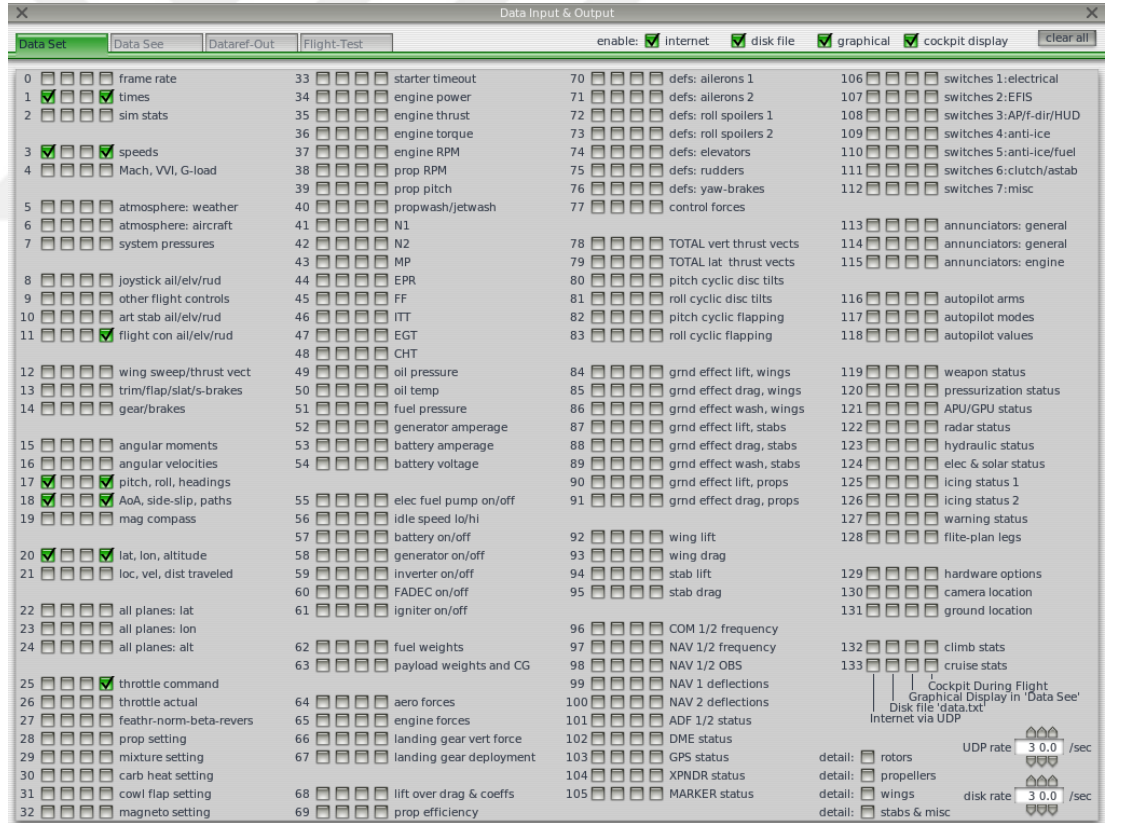 Data Input & Output
Data Set
Data See
Dataref-Out
Flight-Test
enable: internet disk file graphical cockpit display clear all
0 frame rate
1 times
2 sim stats
3 speeds
4 Mach, VVI, G-load
5 atmosphere: weather
6 atmosphere: aircraft
7 system pressures
8 joystick ail/elv/rud
9 other flight controls
10 art stab ail/elv/rud
11 flight con ail/elv/rud
12 wing sweep/thrust vect
13 trim/flap/slat/s-brakes
14 gear/brakes
15 angular moments
16 angular velocities
17 pitch, roll, headings
18 AoA, side-slip, paths
19 mag compass
20 lat, lon, altitude
21 loc, vel, dist traveled
22 all planes: lat
23 all planes: lon
24 all planes: alt
25 throttle command
26 throttle actual
27 feathr-norm-beta-revers
28 prop setting
29 mixture setting
30 carb heat setting
31 cowl flap setting
32 magneto setting
33 starter timeout
34 engine power
35 engine thrust
36 engine torque
37 engine RPM
38 prop RPM
39 prop pitch
40 propwash/jetwash
41 N1
42 N2
43 MP
44 EPR
45 FF
46 ITT
47 EGT
48 CHT
49 oil pressure
50 oil temp
51 fuel pressure
52 generator amperage
53 battery amperage
54 battery voltage
55 elec fuel pump on/off
56 idle speed lo/hi
57 battery on/off
58 generator on/off
59 inverter on/off
60 FADEC on/off
61 igniter on/off
62 fuel weights
63 payload weights and CG
64 aero forces
65 engine forces
66 landing gear vert force
67 landing gear deployment
68 lift over drag & coeffs
69 prop efficiency
70 defs: ailerons 1
71 defs: ailerons 2
72 defs: roll spoilers 1
73 defs: roll spoilers 2
74 defs: elevators
75 defs: rudders
76 defs: yaw-brakes
77 control forces
78 TOTAL vert thrust vects
79 TOTAL lat thrust vects
80 pitch cyclic disc tilts
81 roll cyclic disc tilts
82 pitch cyclic flapping
83 roll cyclic flapping
84 grnd effect lift, wings
85 grnd effect drag, wings
86 grnd effect wash, wings
87 grnd effect lift, stabs
88 grnd effect drag, stabs
89 grnd effect wash, stabs
90 grnd effect lift, props
91 grnd effect drag, props
92 wing lift
93 wing drag
94 stab lift
95 stab drag
96 COM 1/2 frequency
97 NAV 1/2 frequency
98 NAV 1/2 OBS
99 NAV 1 deflections
100 NAV 2 deflections
101 ADF 1/2 status
102 DME status
103 GPS status
104 XPNDR status
105 MARKER status
106 switches 1:electrical
107 switches 2:EFIS
108 switches 3:AP/f-dir/HUD
109 switches 4:anti-ice
110 switches 5:anti-ice/fuel
111 switches 6:clutch/astab
112 switches 7:misc
113 annunciators: general
114 annunciators: general
115 annunciators: engine
116 autopilot arms
117 autopilot modes
118 autopilot values
119 weapon status
120 pressurization status
121 APU/GPU status
122 radar status
123 hydraulic status
124 elec & solar status
125 icing status 1
126 icing status 2
127 warning status
128 flite-plan legs
129 hardware options
130 camera location
131 ground location
132 climb stats
133 cruise stats
Cockpit During Flight
Graphical Display in 'Data See'
Disk file 'data.txt'
Internet via UDP
UDP rate 3 0.0 /sec
detail: rotors
detail: propellers
detail: wings
disk rate 3 0.0 /sec
detail: stabs & misc